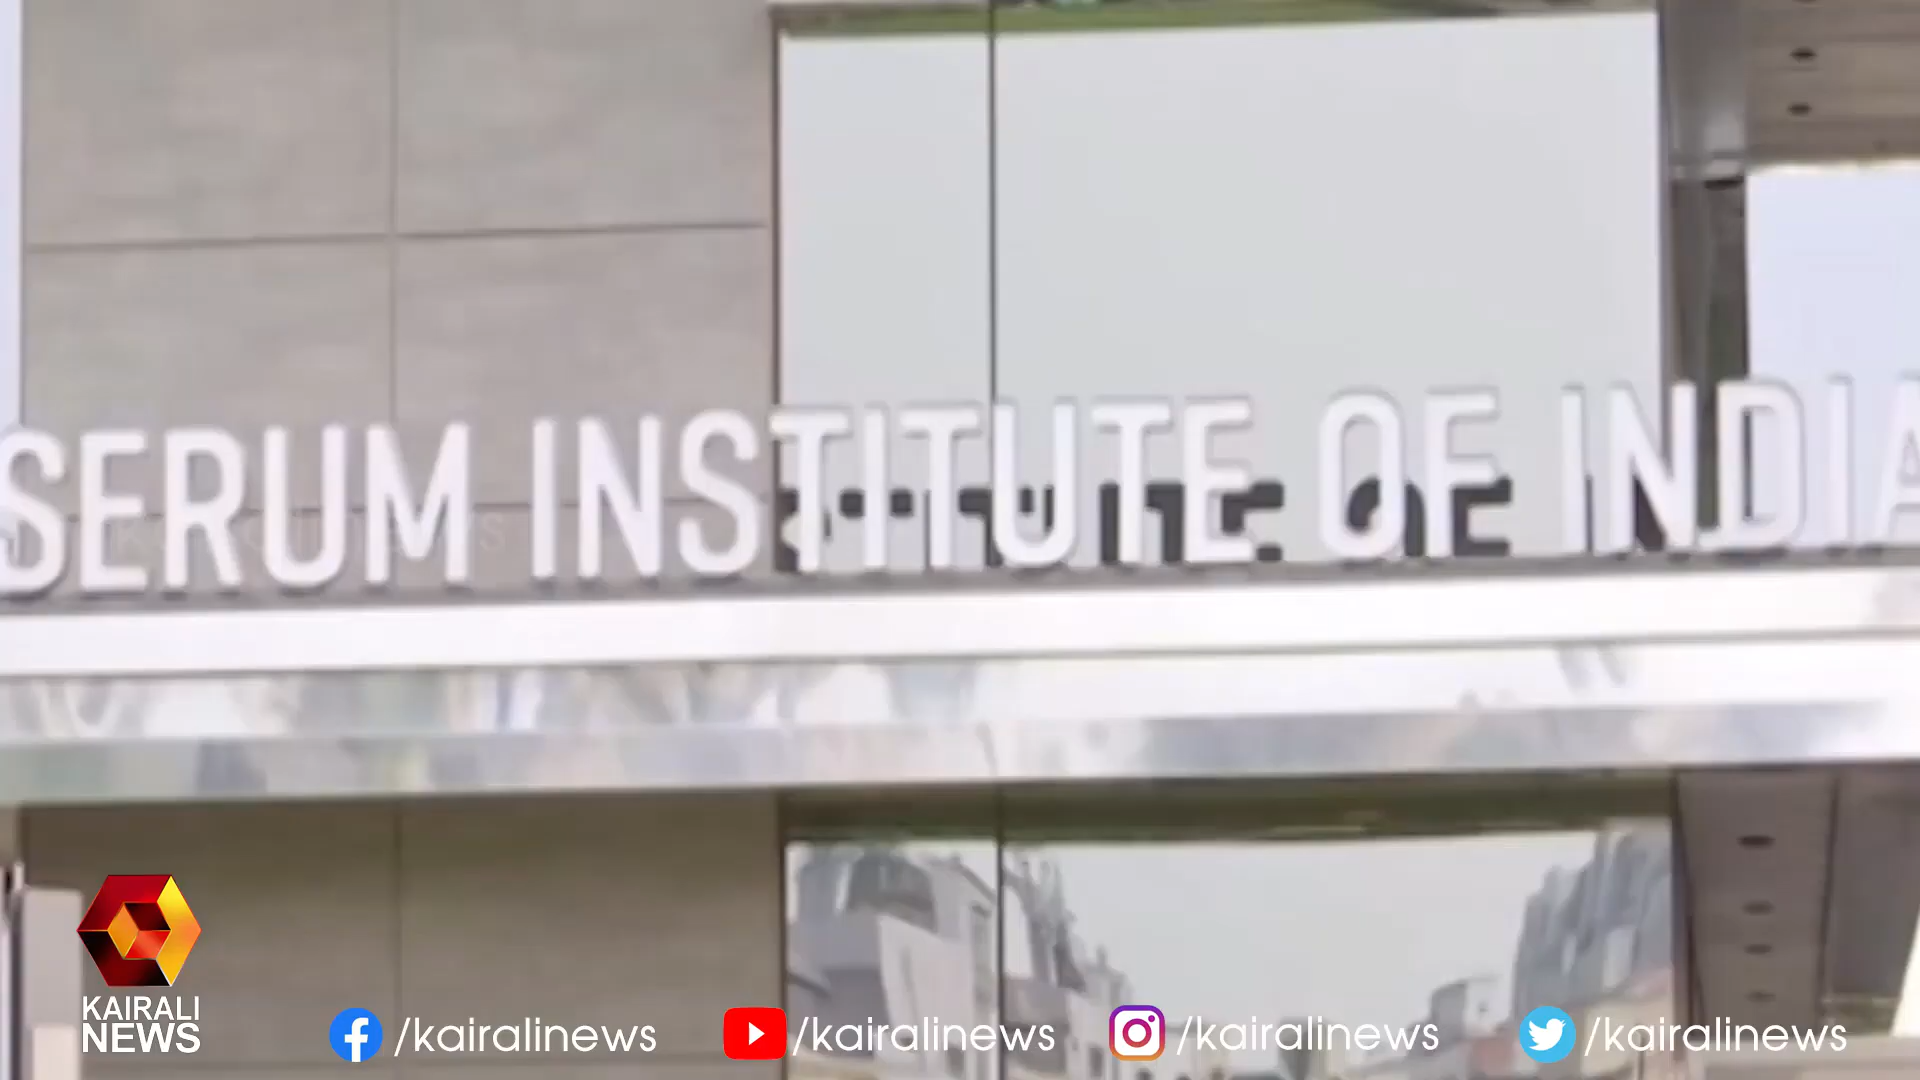 SERUM INSTITUTE OF INDIA
KAIRALI
NEWS
/kairalinews
/kairalinews
/kairalinews
/kairalinews